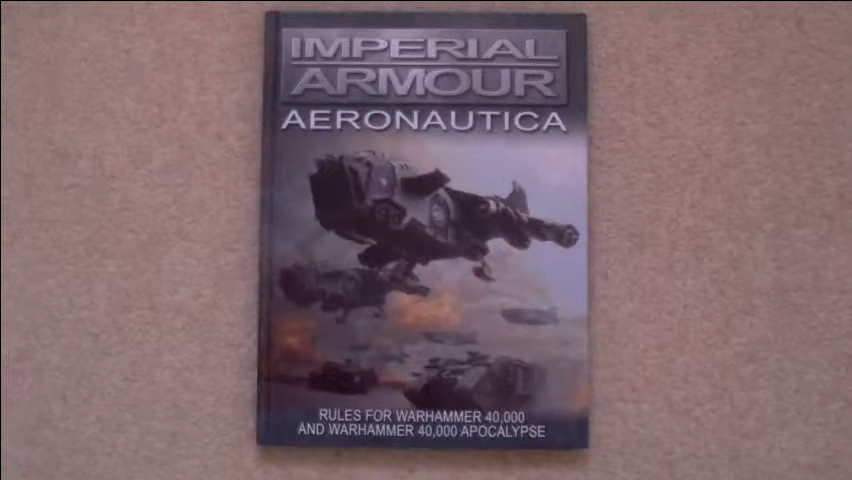 IMPERIAL
ARMOUR
AERONAUTICA
RULES FOR WARHAMMER 40,000
AND WARHAMMER 40,000 APOCALYPSE